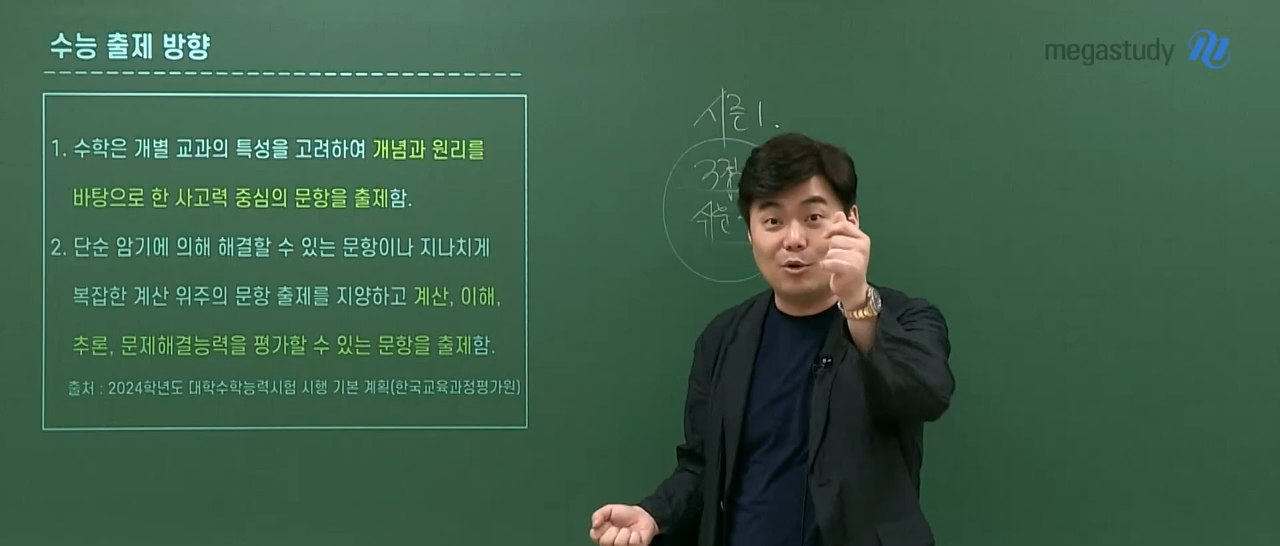 수능 출제 방향
megastudy
1. 수학은 개별 교과의 특성을 고려하여 개념과 원리를
바탕으로 한 사고력 중심의 문항을 출제함.
2. 단순 암기에 의해 해결할 수 있는 문항이나 지나치게
복잡한 계산 위주의 문항 출제를 지양하고 계산, 이해,
추론, 문제해결능력을 평가할 수 있는 문항을 출제함.
출처 : 2024학년도 대학수학능력시험 시행 기본 계획(한국교육과정평가원)
시즌 1.
3점
쉬운